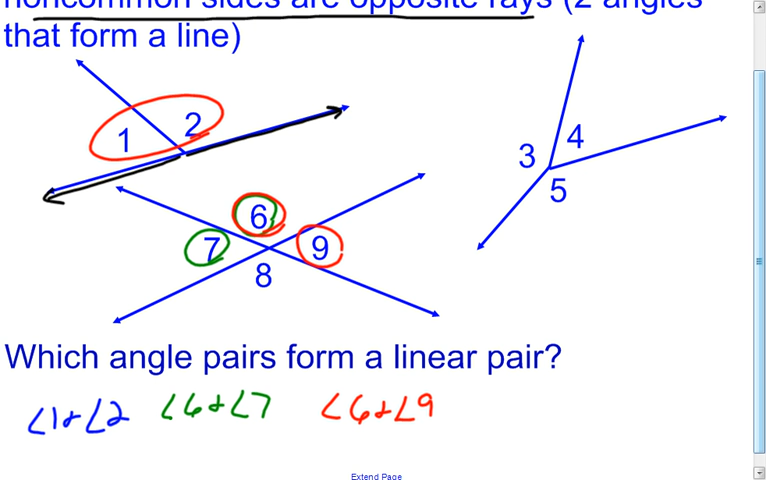 noncommon sides are opposite rays (2 angles
that form a line)
1 2
3 4
5
6
7 9
8
Which angle pairs form a linear pair?
∠1+∠2 ∠6+∠7 ∠6+∠9
Extend Page